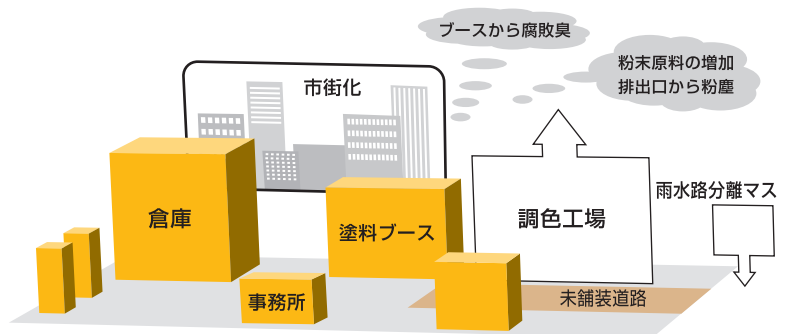 ブースから腐敗臭
粉末原料の増加
排出口から粉塵
市街化
雨水路分離マス
倉庫
塗料ブース
調色工場
事務所
未舗装道路